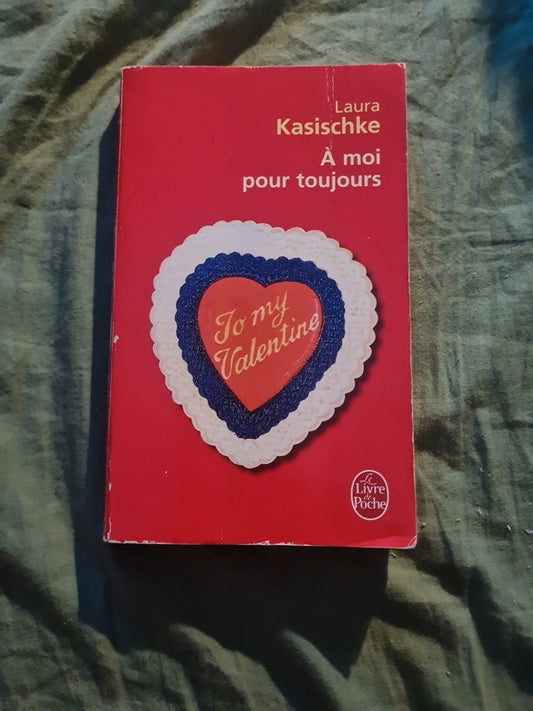 Laura
Kasischke
À moi
pour toujours
To my
Valentine
Le
Livre
de
Poche